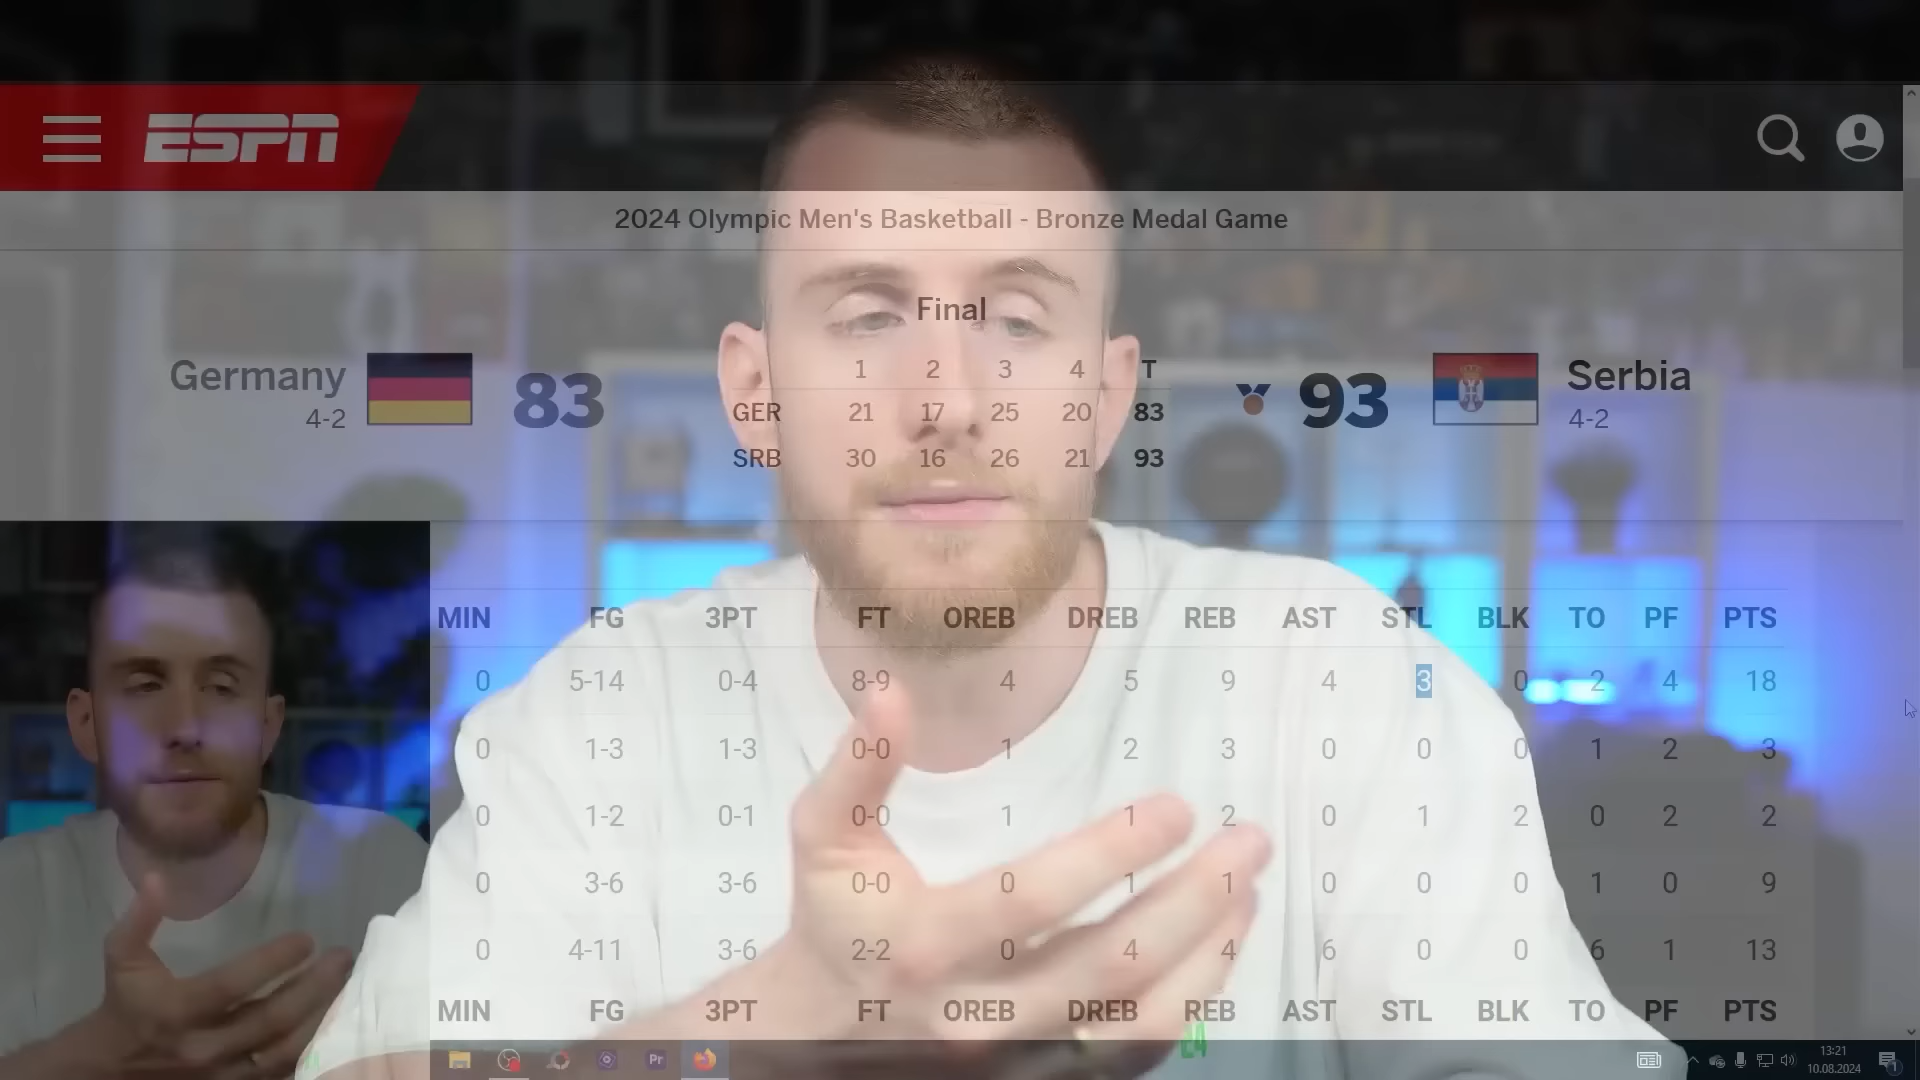 ESPN
2024 Olympic Men's Basketball - Bronze Medal Game
Final
Germany 83 1 2 3 4 T 93 Serbia
4-2 GER 21 17 25 20 83 4-2
SRB 30 16 26 21 93
MIN FG 3PT FT OREB DREB REB AST STL BLK TO PF PTS
0 5-14 0-4 8-9 4 5 9 4 3 0 2 4 18
0 1-3 1-3 0-0 1 2 3 0 0 0 1 2 3
0 1-2 0-1 0-0 1 1 2 0 1 2 0 2 2
0 3-6 3-6 0-0 0 1 1 0 0 0 1 0 9
0 4-11 3-6 2-2 0 4 4 6 0 0 6 1 13
MIN FG 3PT FT OREB DREB REB AST STL BLK TO PF PTS
Pr
13:21
10.08.2024
1